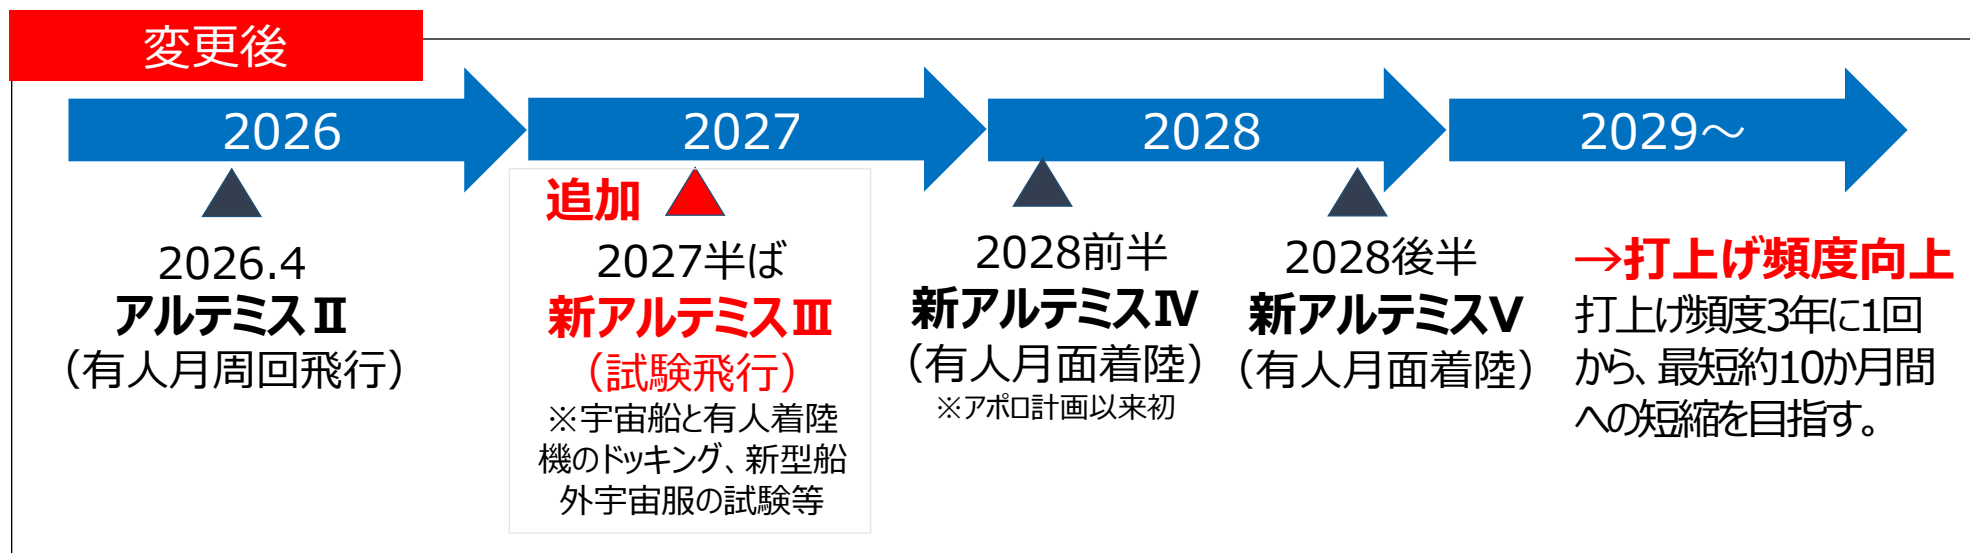 変更後
2026
2027
2028
2029～
2026.4
アルテミスⅡ
（有人月周回飛行）
追加
2027半ば
新アルテミスⅢ
（試験飛行）
※宇宙船と有人着陸
機のドッキング、新型船
外宇宙服の試験等
2028前半
新アルテミスⅣ
（有人月面着陸）
※アポロ計画以来初
2028後半
新アルテミスⅤ
（有人月面着陸）
→打上げ頻度向上
打上げ頻度3年に1回
から、最短約10か月間
への短縮を目指す。